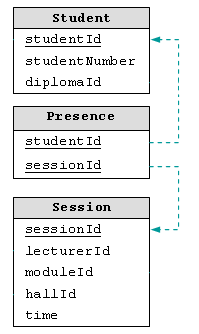 Student
studentId
studentNumber
diplomaId
Presence
studentId
sessionId
Session
sessionId
lecturerId
moduleId
hallId
time